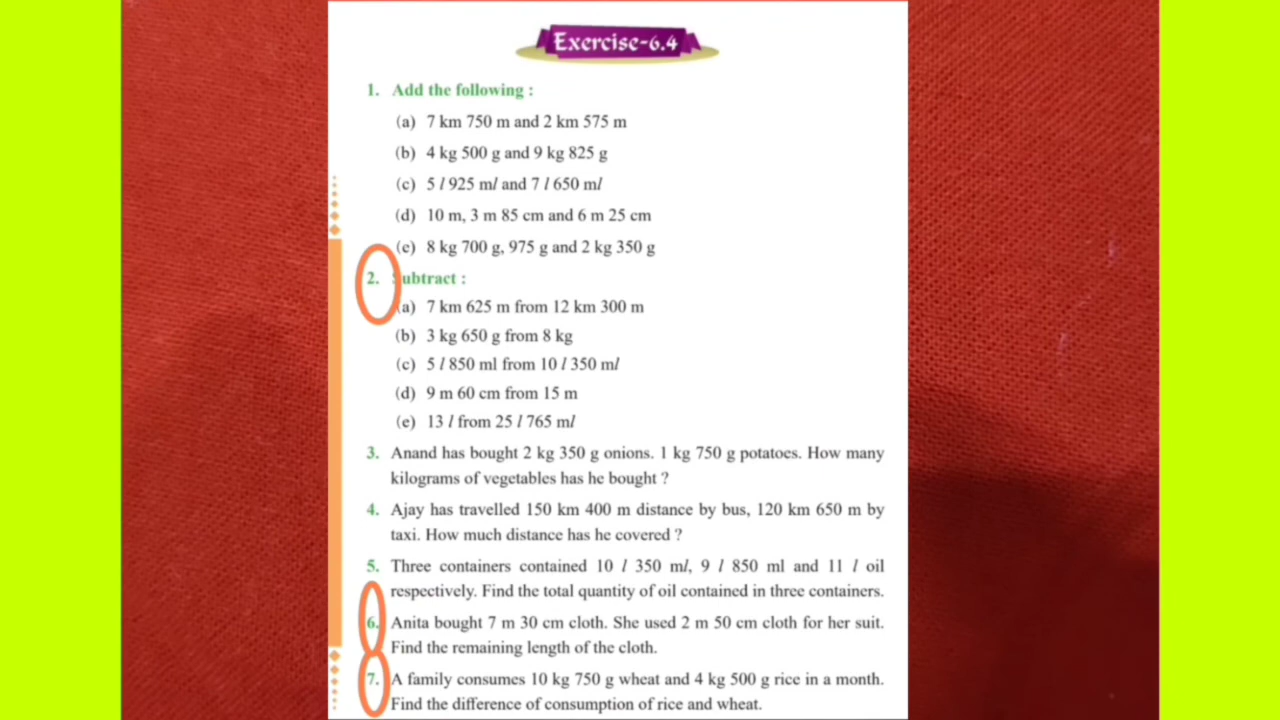 Exercise-6.4
1. Add the following :
(a) 7 km 750 m and 2 km 575 m
(b) 4 kg 500 g and 9 kg 825 g
(c) 5 l 925 ml and 7 l 650 ml
(d) 10 m, 3 m 85 cm and 6 m 25 cm
(e) 8 kg 700 g, 975 g and 2 kg 350 g
2. Subtract :
(a) 7 km 625 m from 12 km 300 m
(b) 3 kg 650 g from 8 kg
(c) 5 l 850 ml from 10 l 350 ml
(d) 9 m 60 cm from 15 m
(e) 13 l from 25 l 765 ml
3. Anand has bought 2 kg 350 g onions. 1 kg 750 g potatoes. How many
kilograms of vegetables has he bought ?
4. Ajay has travelled 150 km 400 m distance by bus, 120 km 650 m by
taxi. How much distance has he covered ?
5. Three containers contained 10 l 350 ml, 9 l 850 ml and 11 l oil
respectively. Find the total quantity of oil contained in three containers.
6. Anita bought 7 m 30 cm cloth. She used 2 m 50 cm cloth for her suit.
Find the remaining length of the cloth.
7. A family consumes 10 kg 750 g wheat and 4 kg 500 g rice in a month.
Find the difference of consumption of rice and wheat.